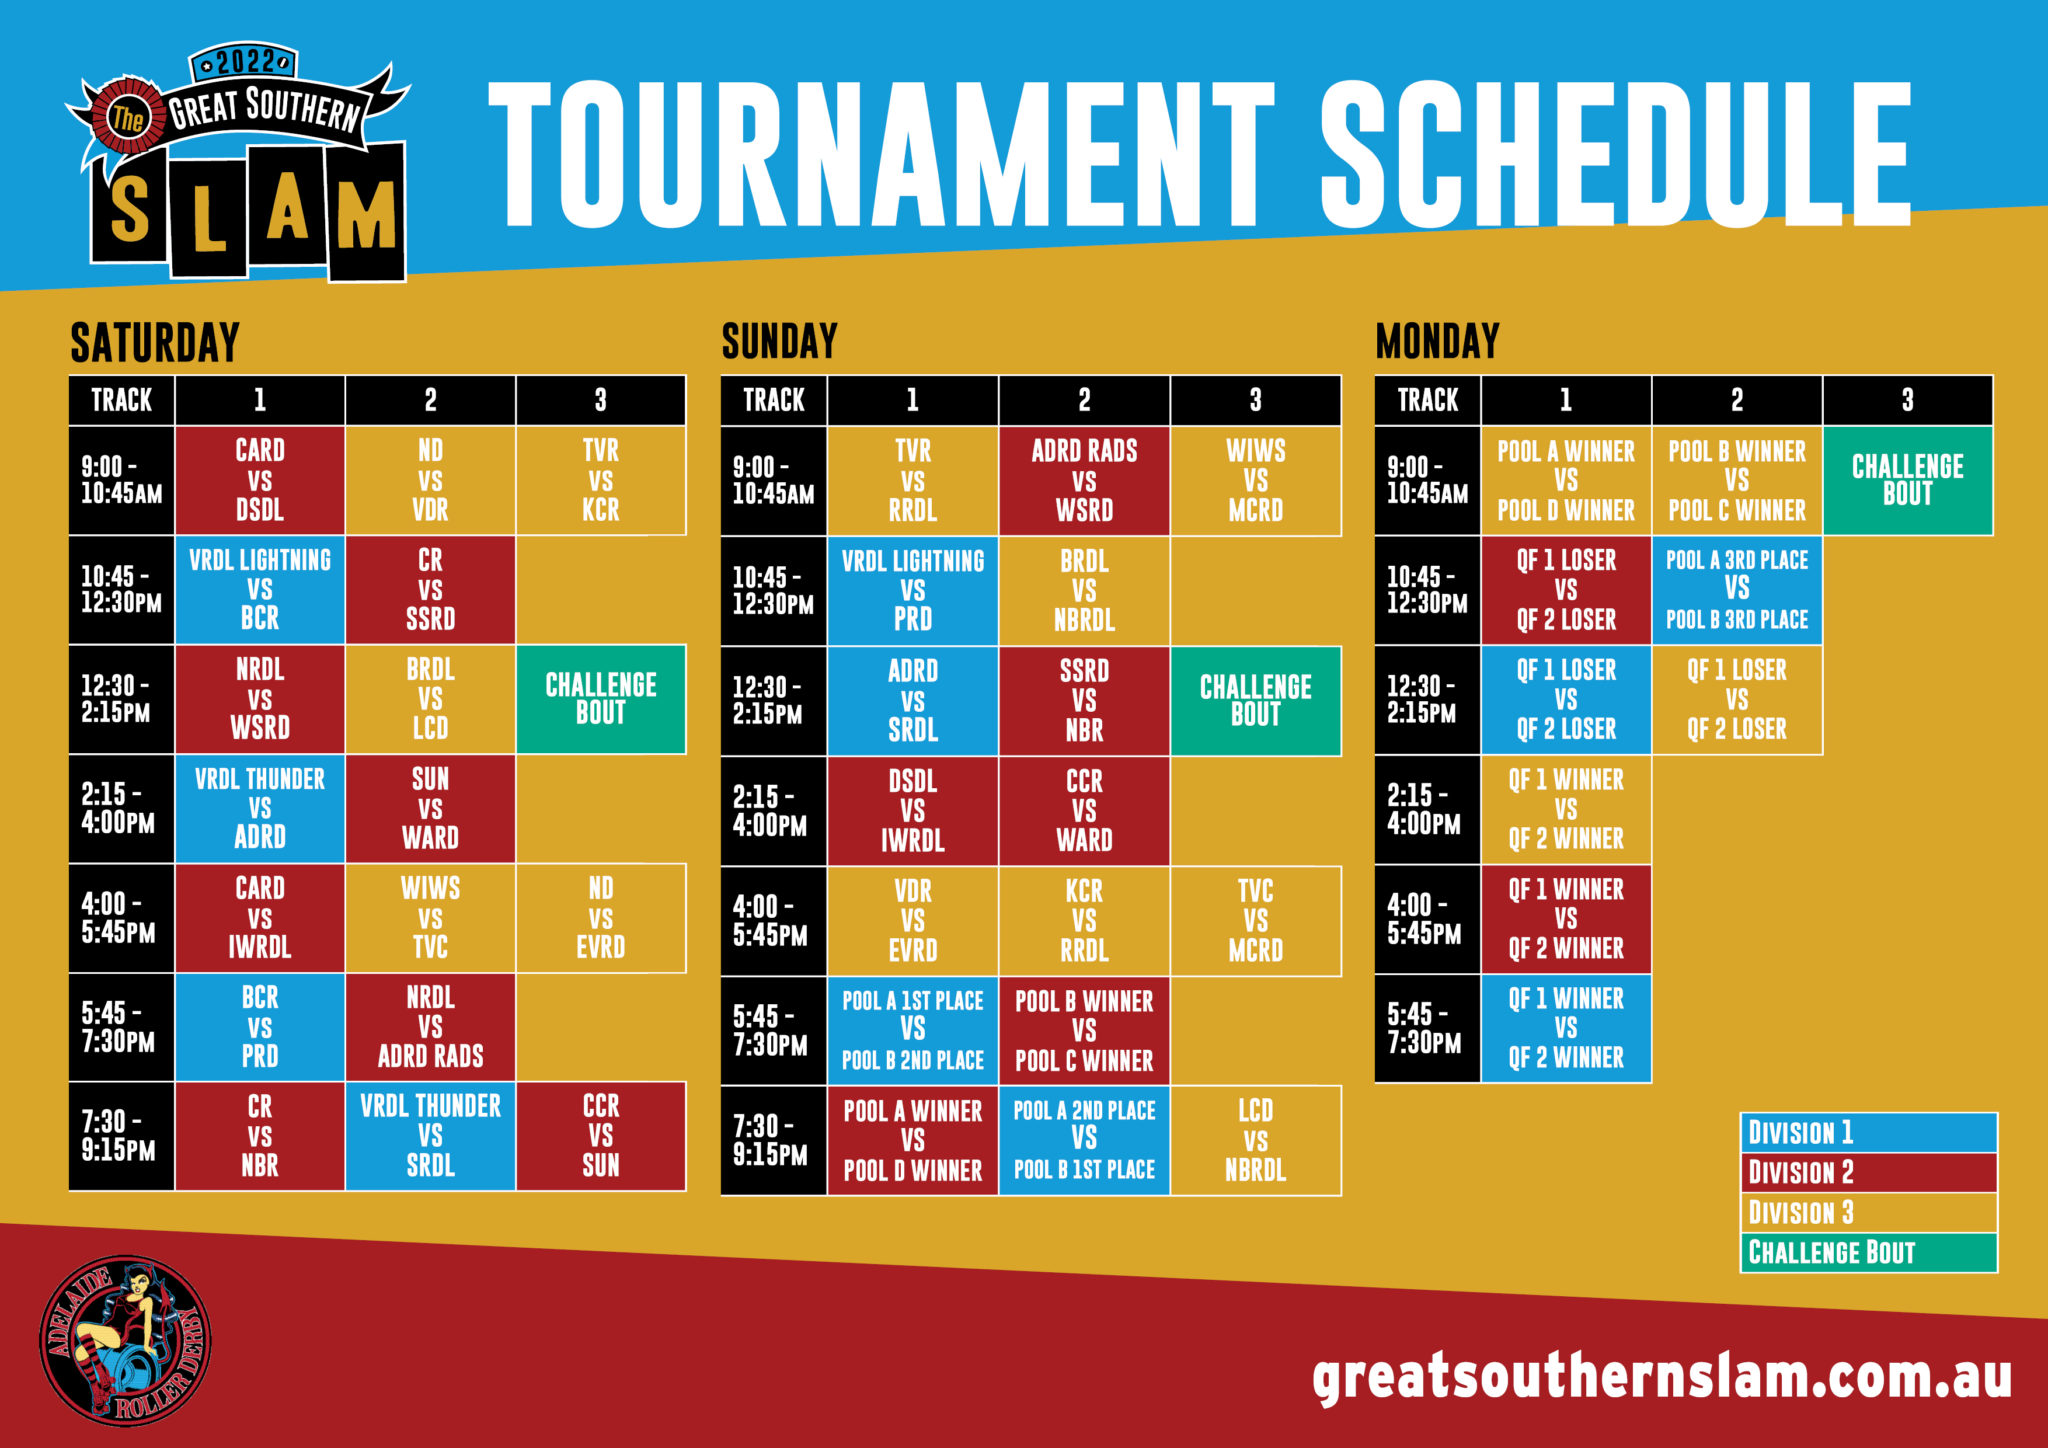 2022
The GREAT SOUTHERN
SLAM
TOURNAMENT SCHEDULE
SATURDAY
TRACK 1 2 3
9:00 - 10:45AM
CARD VS DSDL
ND VS VDR
TVR VS KCR
10:45 - 12:30PM
VRDL LIGHTNING VS BCR
CR VS SSRD
12:30 - 2:15PM
NRDL VS WSRD
BRDL VS LCD
CHALLENGE BOUT
2:15 - 4:00PM
VRDL THUNDER VS ADRD
SUN VS WARD
4:00 - 5:45PM
CARD VS IWRDL
WIWS VS TVC
ND VS EVRD
5:45 - 7:30PM
BCR VS PRD
NRDL VS ADRD RADS
7:30 - 9:15PM
CR VS NBR
VRDL THUNDER VS SRDL
CCR VS SUN
SUNDAY
TRACK 1 2 3
9:00 - 10:45AM
TVR VS RRDL
ADRD RADS VS WSRD
WIWS VS MCRD
10:45 - 12:30PM
VRDL LIGHTNING VS PRD
BRDL VS NBRDL
12:30 - 2:15PM
ADRD VS SRDL
SSRD VS NBR
CHALLENGE BOUT
2:15 - 4:00PM
DSDL VS IWRDL
CCR VS WARD
4:00 - 5:45PM
VDR VS EVRD
KCR VS RRDL
TVC VS MCRD
5:45 - 7:30PM
POOL A 1ST PLACE VS POOL B 2ND PLACE
POOL B WINNER VS POOL C WINNER
7:30 - 9:15PM
POOL A WINNER VS POOL D WINNER
POOL A 2ND PLACE VS POOL B 1ST PLACE
LCD VS NBRDL
MONDAY
TRACK 1 2 3
9:00 - 10:45AM
POOL A WINNER VS POOL D WINNER
POOL B WINNER VS POOL C WINNER
CHALLENGE BOUT
10:45 - 12:30PM
QF 1 LOSER VS QF 2 LOSER
POOL A 3RD PLACE VS POOL B 3RD PLACE
12:30 - 2:15PM
QF 1 LOSER VS QF 2 LOSER
QF 1 LOSER VS QF 2 LOSER
2:15 - 4:00PM
QF 1 WINNER VS QF 2 WINNER
4:00 - 5:45PM
QF 1 WINNER VS QF 2 WINNER
5:45 - 7:30PM
QF 1 WINNER VS QF 2 WINNER
DIVISION 1
DIVISION 2
DIVISION 3
CHALLENGE BOUT
ADELAIDE ROLLER DERBY
greatsouthernslam.com.au